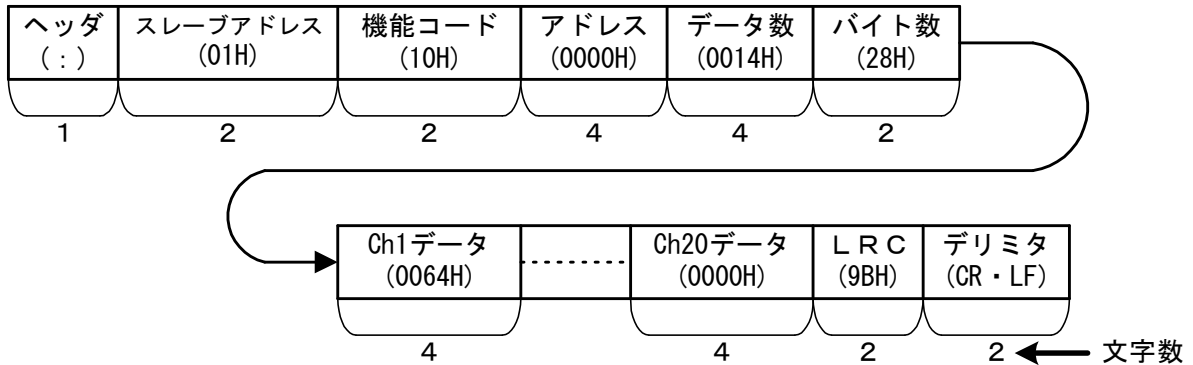 ヘッダ スレーブアドレス 機能コード アドレス データ数 バイト数
(:) (01H) (10H) (0000H) (0014H) (28H)
1 2 2 4 4 2
Ch1データ Ch20データ LRC デリミタ
(0064H) (0000H) (9BH) (CR・LF)
4 4 2 2 文字数